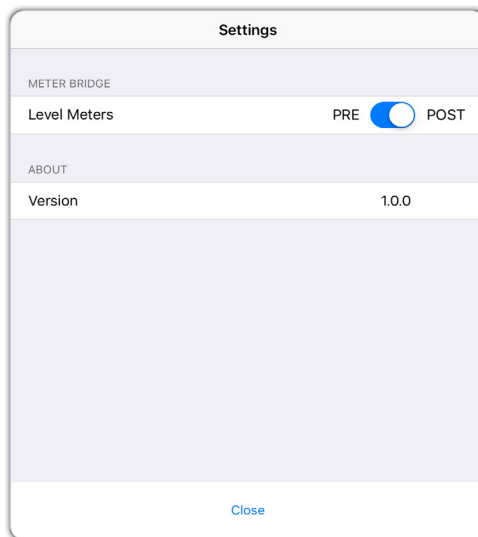 Settings
METER BRIDGE
Level Meters PRE POST
ABOUT
Version 1.0.0
Close